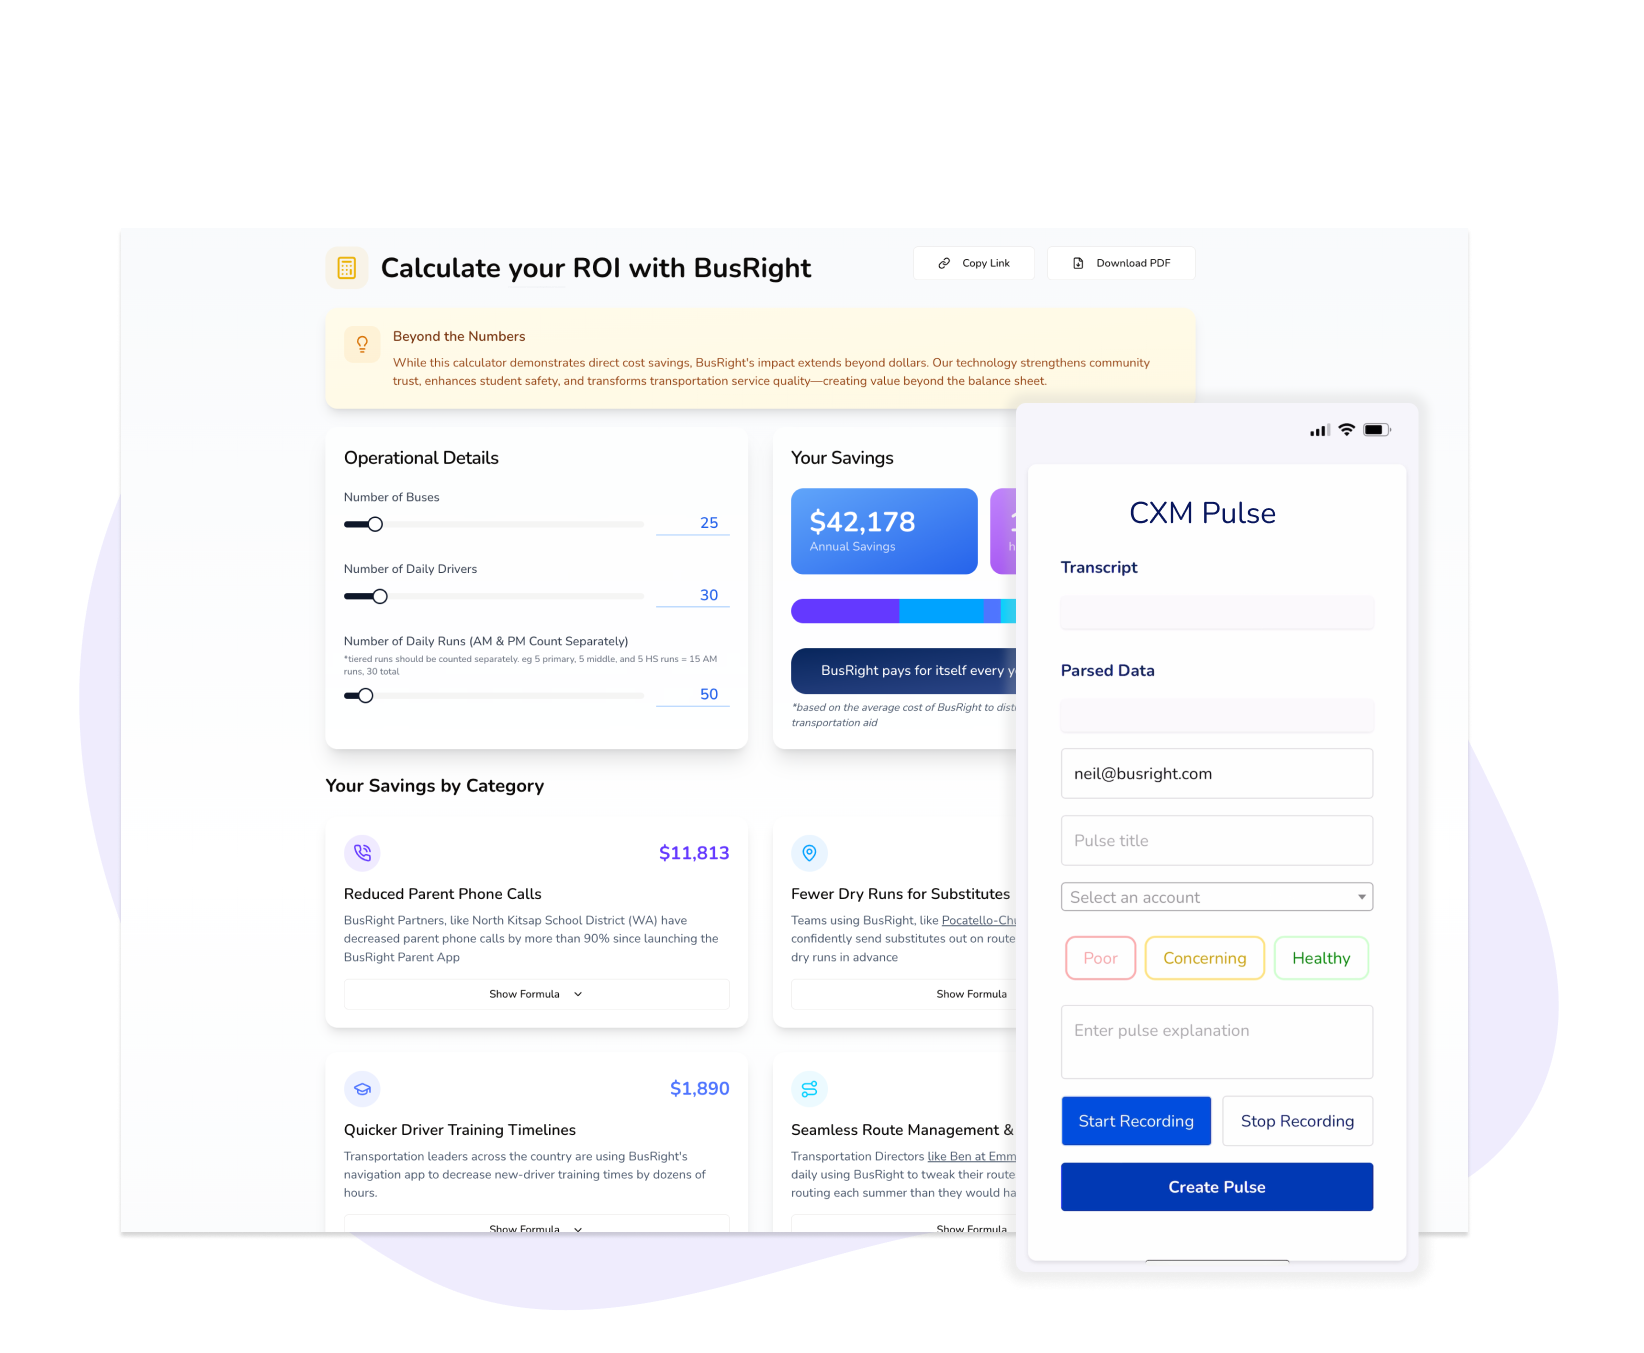 Calculate your ROI with BusRight
Copy Link
Download PDF
Beyond the Numbers
While this calculator demonstrates direct cost savings, BusRight's impact extends beyond dollars. Our technology strengthens community
trust, enhances student safety, and transforms transportation service quality—creating value beyond the balance sheet.
Operational Details
Number of Buses
25
Number of Daily Drivers
30
Number of Daily Runs (AM & PM Count Separately)
*tiered runs should be counted separately. eg 5 primary, 5 middle, and 5 HS runs = 15 AM
runs, 30 total
50
Your Savings
$42,178
Annual Savings
BusRight pays for itself every
*based on the average cost of BusRight to
transportation aid
Your Savings by Category
$11,813
Reduced Parent Phone Calls
BusRight Partners, like North Kitsap School District (WA) have
decreased parent phone calls by more than 90% since launching the
BusRight Parent App
Show Formula
Fewer Dry Runs for Substitutes
Teams using BusRight, like
confidently send substitutes out on route
dry runs in advance
Show Formula
$1,890
Quicker Driver Training Timelines
Transportation leaders across the country are using BusRight's
navigation app to decrease new-driver training times by dozens of
hours.
Show Formula
Seamless Route Management &
Transportation Directors like Ben at
daily using BusRight to tweak their route
routing each summer than they would
Show Formula
CXM Pulse
Transcript
Parsed Data
neil@busright.com
Pulse title
Select an account
Poor
Concerning
Healthy
Enter pulse explanation
Start Recording
Stop Recording
Create Pulse